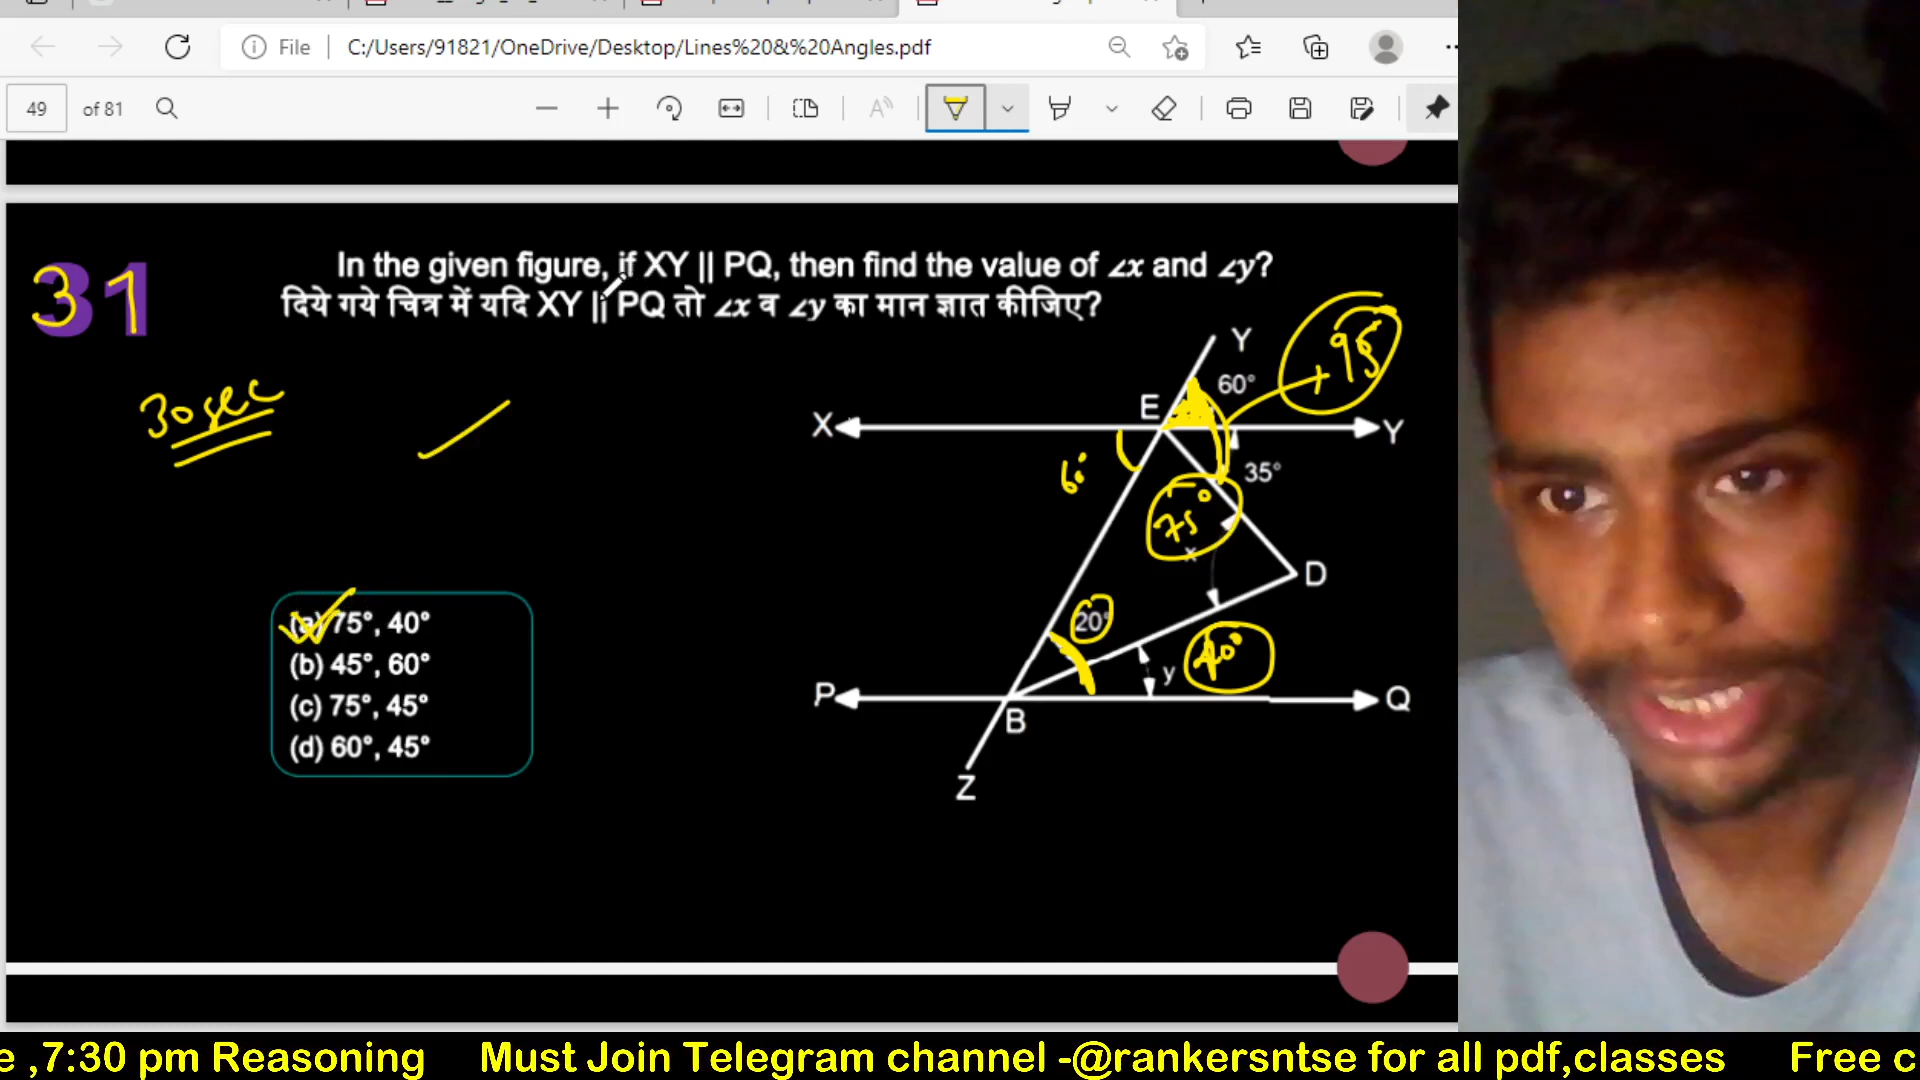 File C:/Users/91821/OneDrive/Desktop/Lines%20&%20Angles.pdf
49 of 81
31
In the given figure, if XY || PQ, then find the value of ∠x and ∠y?
दिये गये चित्र में यदि XY || PQ तो ∠x व ∠y का मान ज्ञात कीजिए?
30 sec
Y
60°
+ 95
E
X
Y
60°
35°
75°
x
D
20°
40°
y
P
Q
B
Z
(a) 75°, 40°
(b) 45°, 60°
(c) 75°, 45°
(d) 60°, 45°
e ,7:30 pm Reasoning Must Join Telegram channel -@rankersntse for all pdf,classes Free c